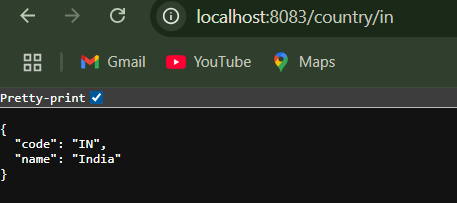 localhost:8083/country/in
Gmail YouTube Maps
Pretty-print
{
  "code": "IN",
  "name": "India"
}